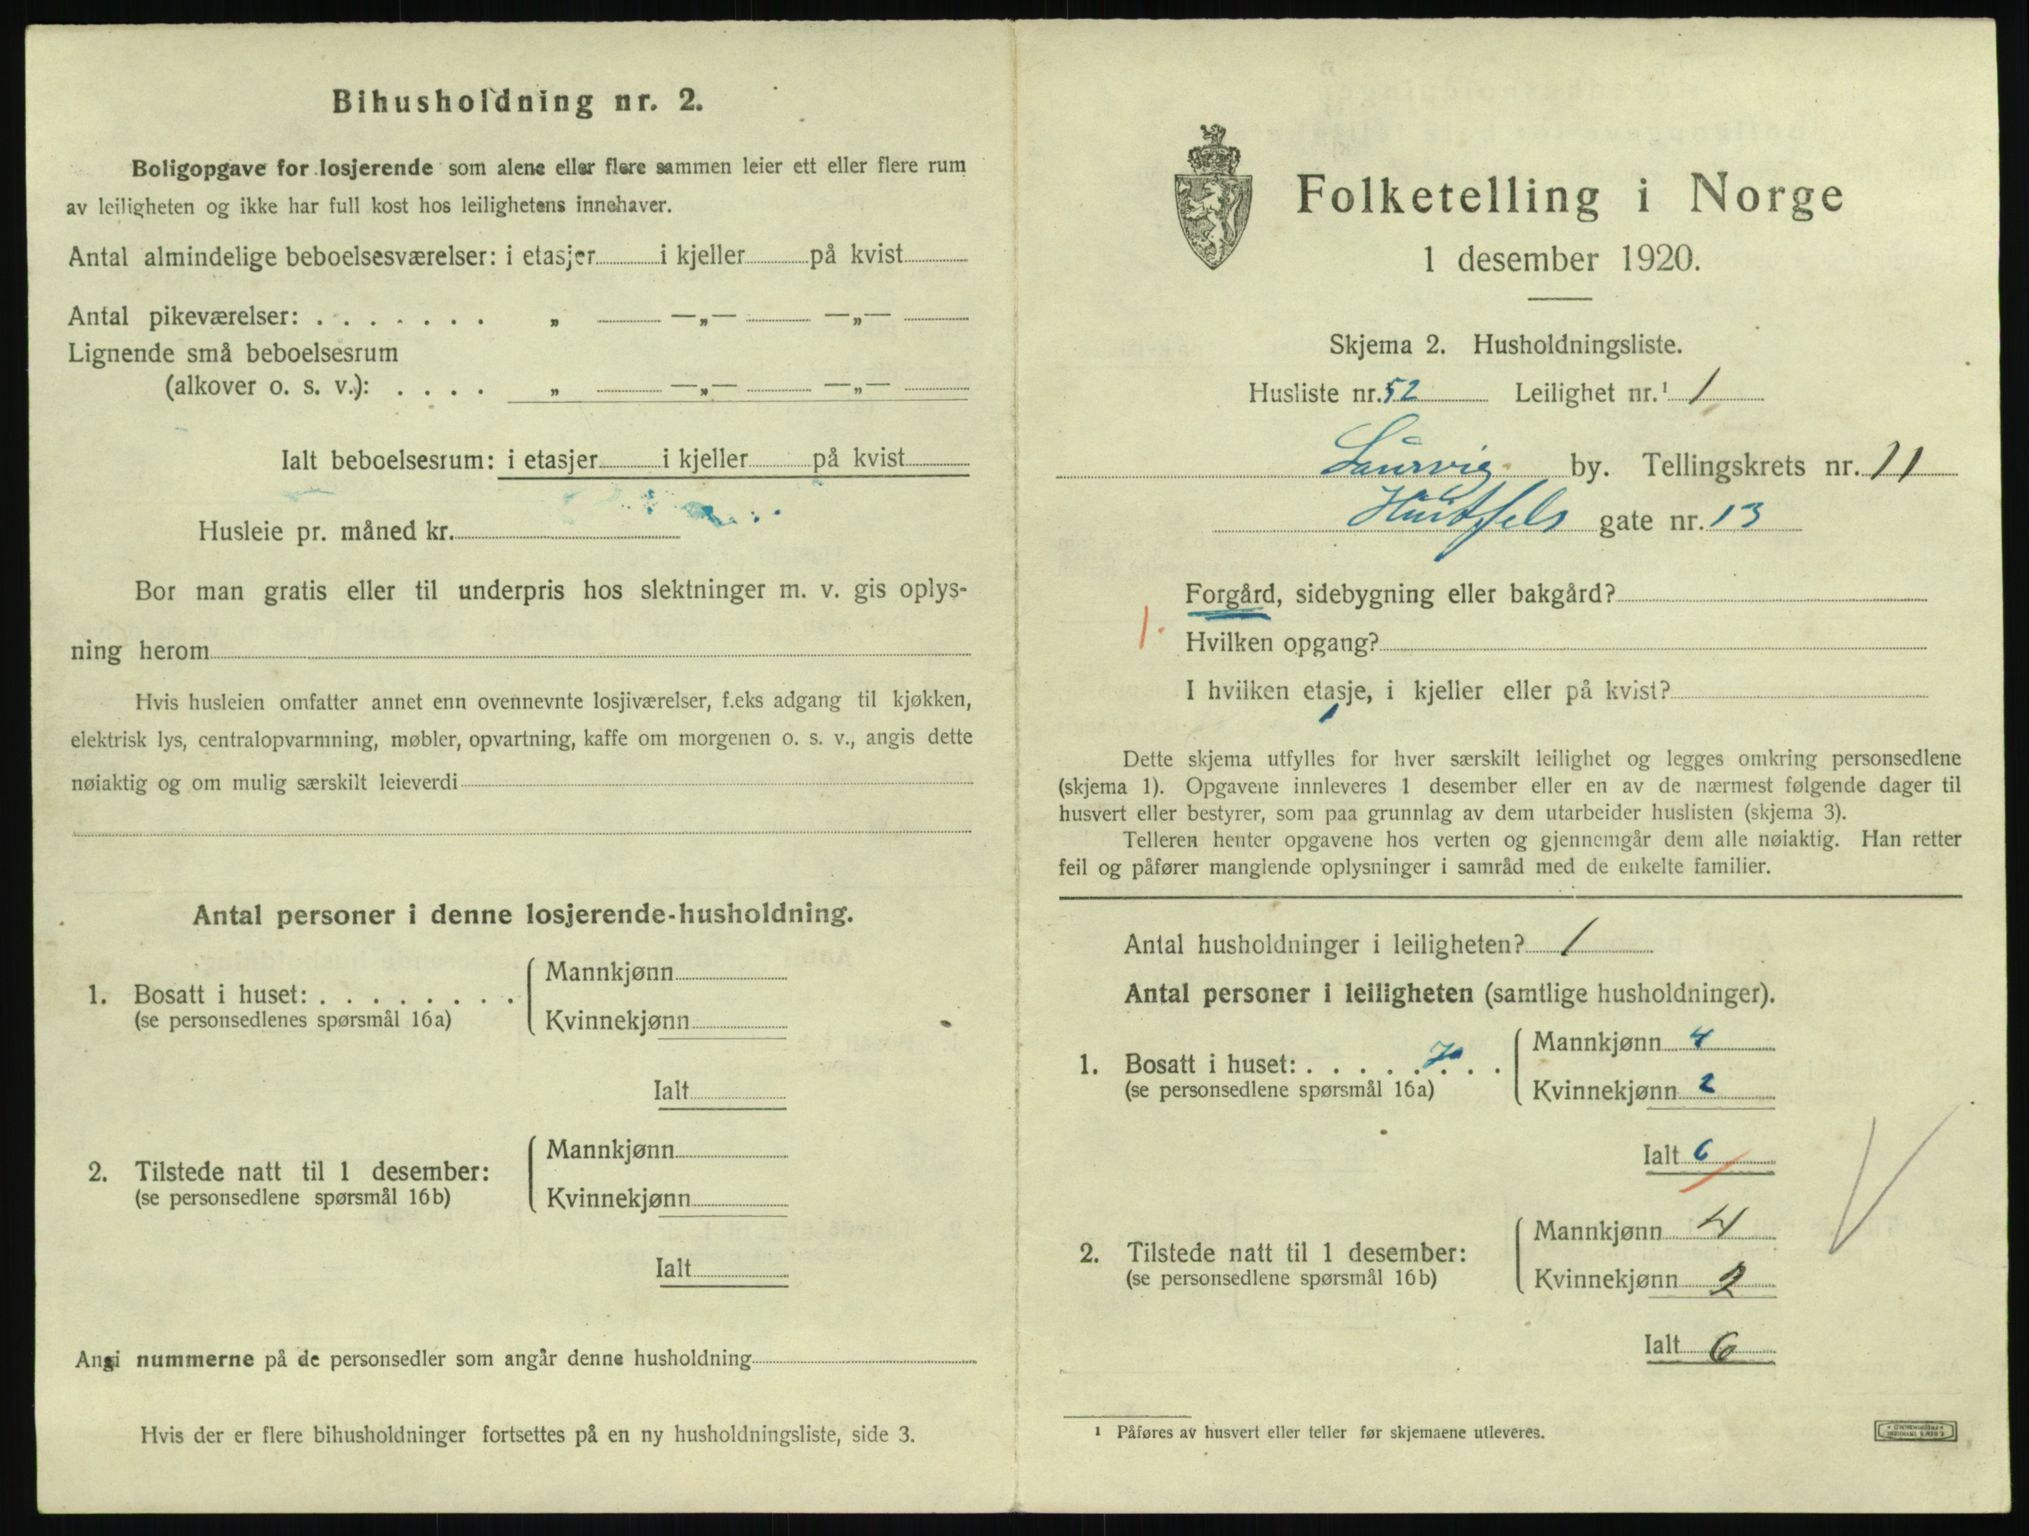 Bihusholdning nr. 2.
Boligopgave for losjerende som alene eller flere sammen leier ett eller flere rum
av leiligheten og ikke har full kost hos leilighetens innehaver.
Antal almindelige beboelsesværelser: i etasjer i kjeller på kvist
Antal pikeværelser: . . . . . . . „ —„— —„—
Lignende små beboelsesrum
(alkover o. s. v.): . . . . „ —„— —„—
Ialt beboelsesrum: i etasjer i kjeller på kvist
Husleie pr. måned kr.
Bor man gratis eller til underpris hos slektninger m. v. gis oplys-
ning herom
Hvis husleien omfatter annet enn ovennevnte losjiværelser, f.eks adgang til kjøkken,
elektrisk lys, centralopvarmning, møbler, opvartning, kaffe om morgenen o. s. v., angis dette
nøiaktig og om mulig særskilt leieverdi
Antal personer i denne losjerende-husholdning.
1. Bosatt i huset: . . . . . . . .
(se personsedlenes spørsmål 16a)
Mannkjønn
Kvinnekjønn
Ialt
2. Tilstede natt til 1 desember:
(se personsedlene spørsmål 16b)
Mannkjønn
Kvinnekjønn
Ialt
Angi nummerne på de personsedler som angår denne husholdning
Hvis der er flere bihusholdninger fortsettes på en ny husholdningsliste, side 3.
Folketelling i Norge
1 desember 1920.
Skjema 2. Husholdningsliste.
Husliste nr. 52 Leilighet nr.¹ 1
Laurvig by. Tellingskrets nr. 11
gate nr. 13
Forgård, sidebygning eller bakgård?
1.
Hvilken opgang?
I hvilken etasje, i kjeller eller på kvist?
1
Dette skjema utfylles for hver særskilt leilighet og legges omkring personsedlene
(skjema 1). Opgavene innleveres 1 desember eller en av de nærmest følgende dager til
husvert eller bestyrer, som paa grunnlag av dem utarbeider huslisten (skjema 3).
Telleren henter opgavene hos verten og gjennemgår dem alle nøiaktig. Han retter
feil og påfører manglende oplysninger i samråd med de enkelte familier.
Antal husholdninger i leiligheten? 1
Antal personer i leiligheten (samtlige husholdninger).
1. Bosatt i huset: . . . . . . . .
(se personsedlene spørsmål 16a)
Mannkjønn 4
Kvinnekjønn 2
Ialt 6
2. Tilstede natt til 1 desember:
(se personsedlene spørsmål 16b)
Mannkjønn 4
Kvinnekjønn 2
Ialt 6
¹ Påføres av husvert eller teller før skjemaene utleveres.